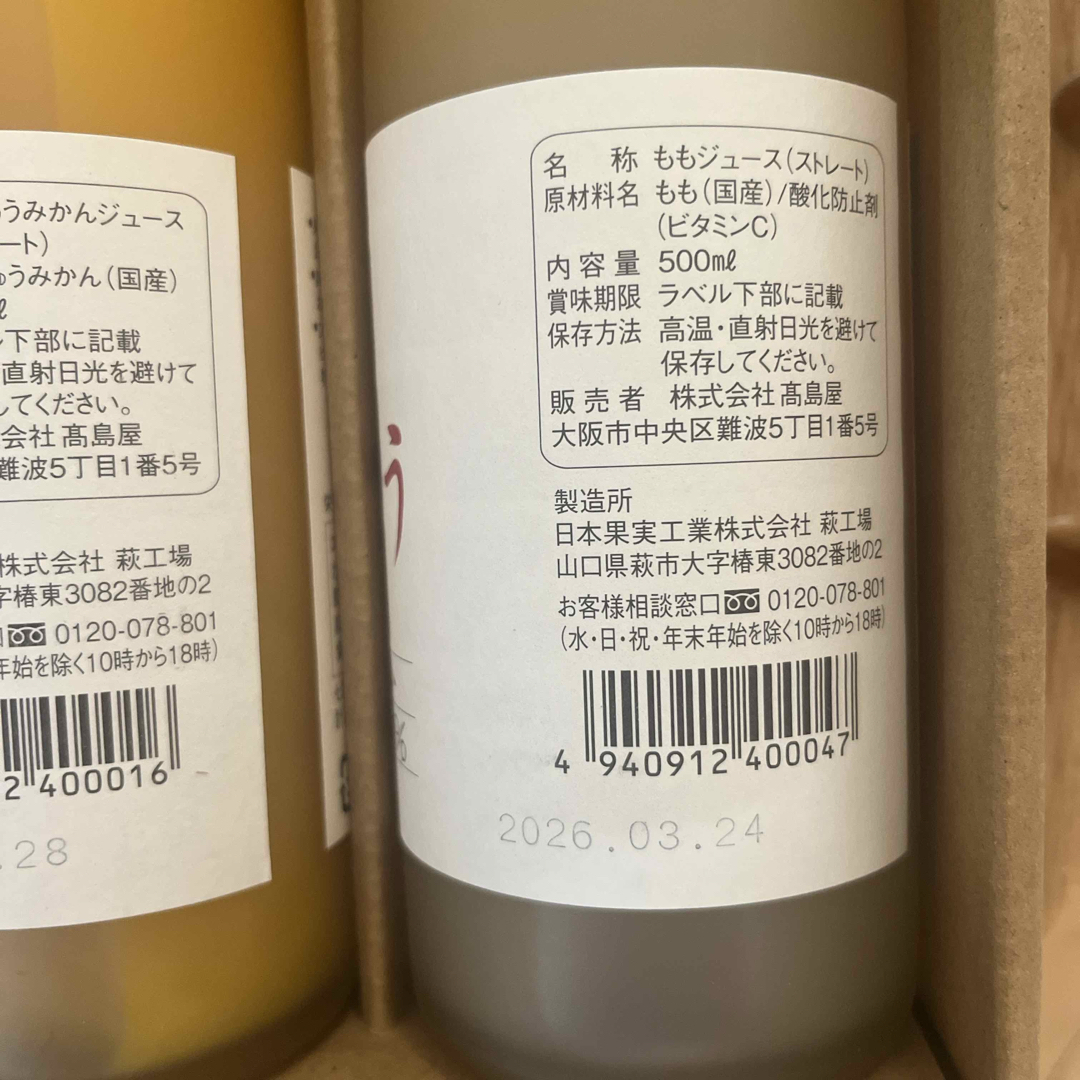 うみかんジュース
ート)
ゅうみかん(国産)
ℓ
下部に記載
直射日光を避けて
してください。
会社髙島屋
難波5丁目1番5号
株式会社 萩工場
字椿東3082番地の2
0120-078-801
年始を除く10時から18時)
2 400016
.28
名称 ももジュース(ストレート)
原材料名 もも(国産)/酸化防止剤
(ビタミンC)
内容量 500mℓ
賞味期限 ラベル下部に記載
保存方法 高温・直射日光を避けて
保存してください。
販売者 株式会社髙島屋
大阪市中央区難波5丁目1番5号
製造所
日本果実工業株式会社 萩工場
山口県萩市大字椿東3082番地の2
お客様相談窓口 0120-078-801
(水・日・祝・年末年始を除く10時から18時)
4 940912 400047
2026.03.24
う
%